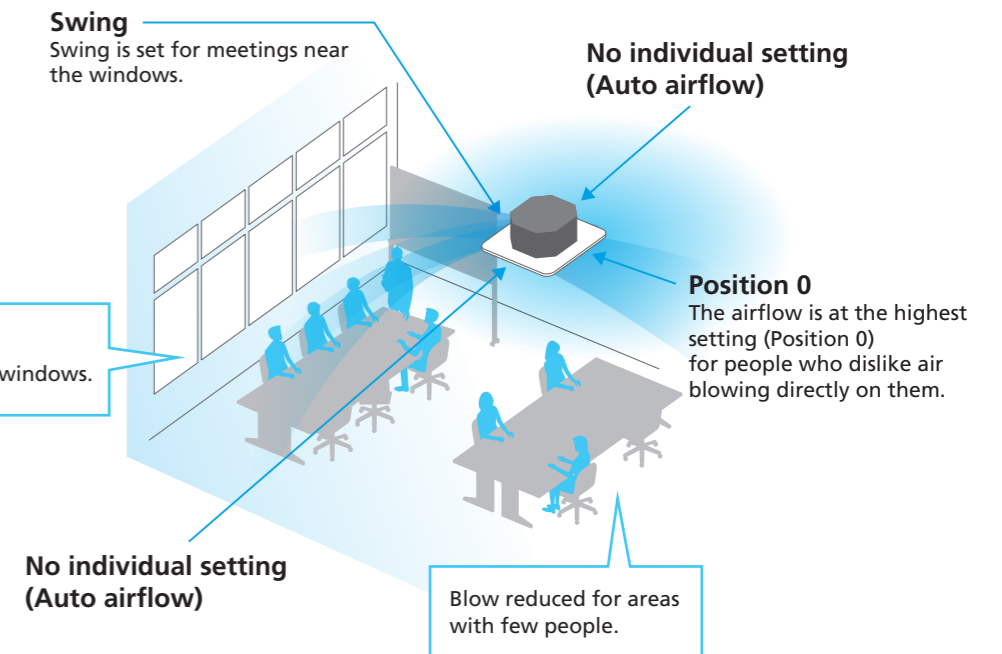 Swing
Swing is set for meetings near
the windows.
No individual setting
(Auto airflow)
Position 0
The airflow is at the highest
setting (Position 0)
for people who dislike air
blowing directly on them.
windows.
No individual setting
(Auto airflow)
Blow reduced for areas
with few people.